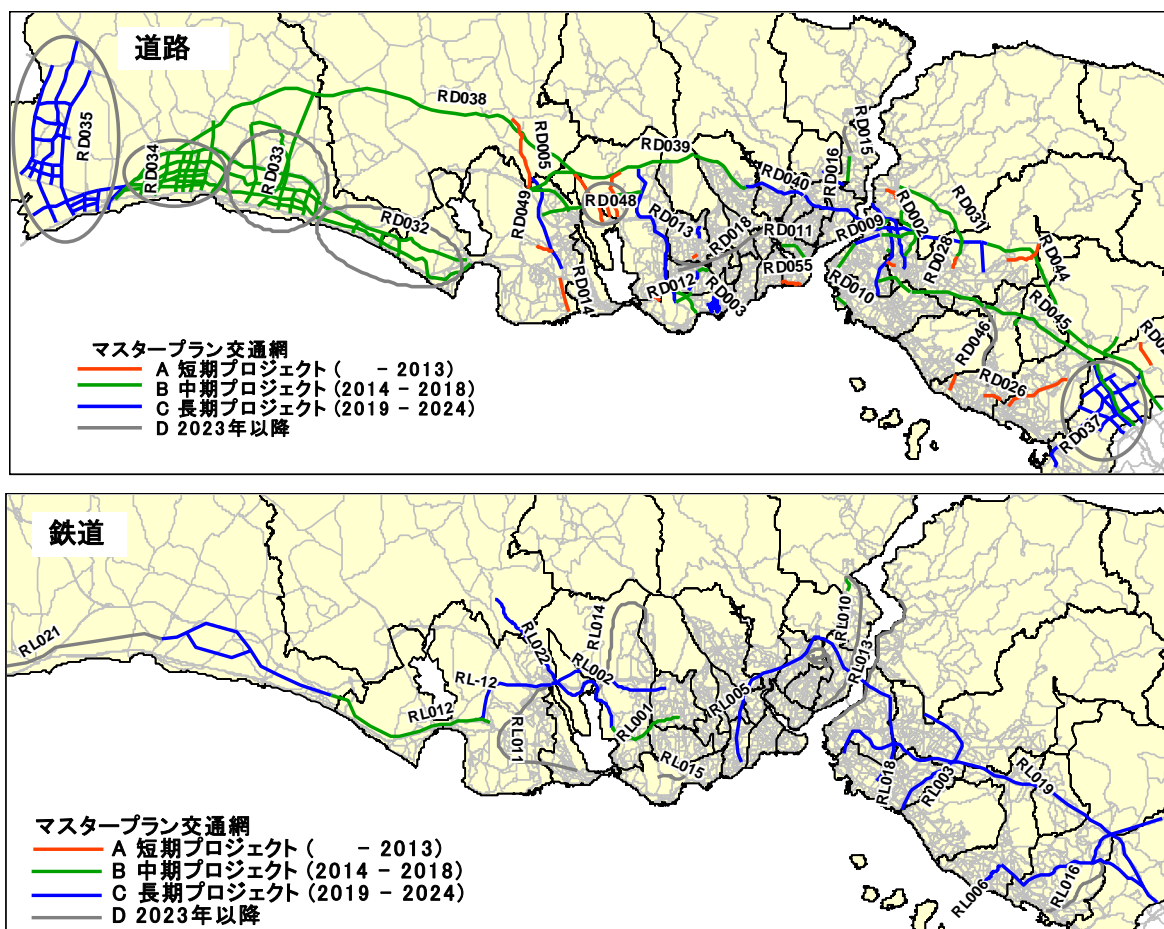 道路
RD038
RD005
RD035
RD034
RD033
RD032
RD049
RD048
RD014
RD039
RD040
RD016
RD015
RD013
RD018
RD011
RD012
RD003
RD055
RD009
RD010
RD002
RD031
RD028
RD044
RD045
RD046
RD026
RD037
マスタープラン交通網
A 短期プロジェクト ( - 2013)
B 中期プロジェクト (2014 - 2018)
C 長期プロジェクト (2019 - 2024)
D 2023年以降
鉄道
RL021
RL012
RL-12
RL022
RL011
RL002
RL014
RL001
RL015
RL005
RL010
RL013
RL018
RL003
RL019
RL006
RL016
マスタープラン交通網
A 短期プロジェクト ( - 2013)
B 中期プロジェクト (2014 - 2018)
C 長期プロジェクト (2019 - 2024)
D 2023年以降